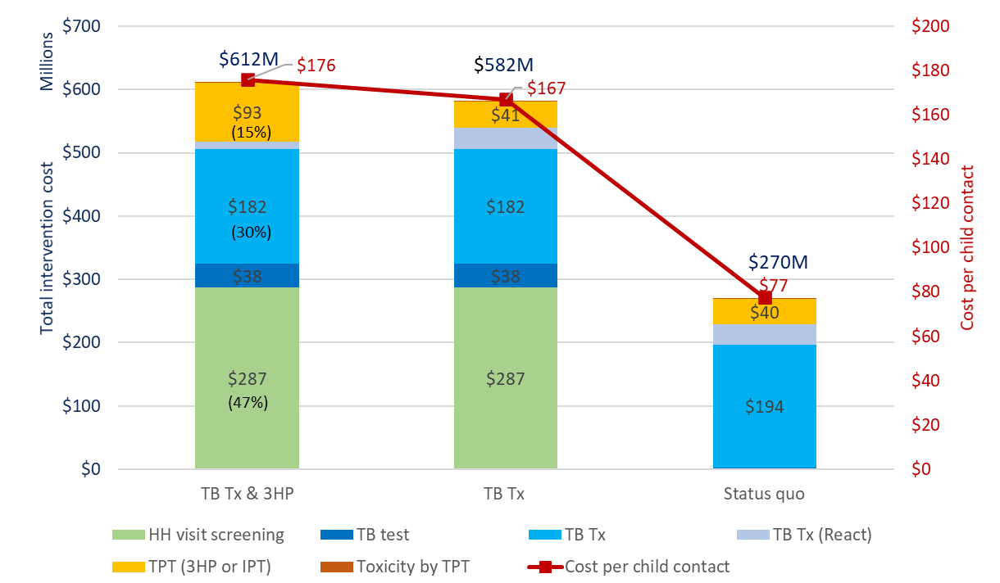 Millions
Total intervention cost
$700
$600
$500
$400
$300
$200
$100
$0
$612M
$176
$93
(15%)
$182
(30%)
$38
$287
(47%)
$582M
$167
$41
$182
$38
$287
$270M
$77
$40
$194
$200
$180
$160
$140
$120
$100
$80
$60
$40
$20
$0
Cost per child contact
TB Tx & 3HP
TB Tx
Status quo
HH visit screening
TB test
TB Tx
TB Tx (React)
TPT (3HP or IPT)
Toxicity by TPT
Cost per child contact